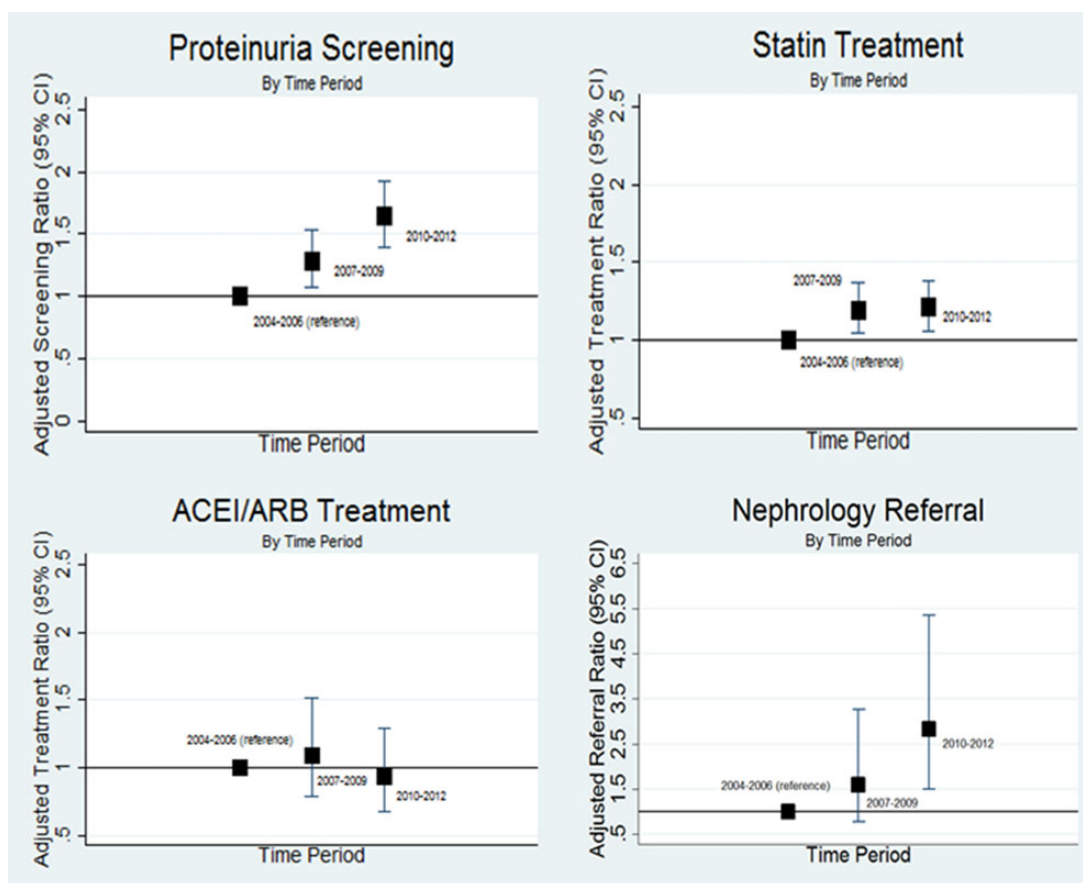 Proteinuria Screening
By Time Period
Adjusted Screening Ratio (95% CI)
2.5
2
1.5
1
.5
0
2010-2012
2007-2009
2004-2006 (reference)
Time Period
Statin Treatment
By Time Period
Adjusted Treatment Ratio (95% CI)
2.5
2
1.5
1
.5
2007-2009
2010-2012
2004-2006 (reference)
Time Period
ACEI/ARB Treatment
By Time Period
Adjusted Treatment Ratio (95% CI)
2.5
2
1.5
1
.5
2004-2006 (reference)
2007-2009
2010-2012
Time Period
Nephrology Referral
By Time Period
Adjusted Referral Ratio (95% CI)
6.5
5.5
4.5
3.5
2.5
1.5
.5
2010-2012
2004-2006 (reference)
2007-2009
Time Period